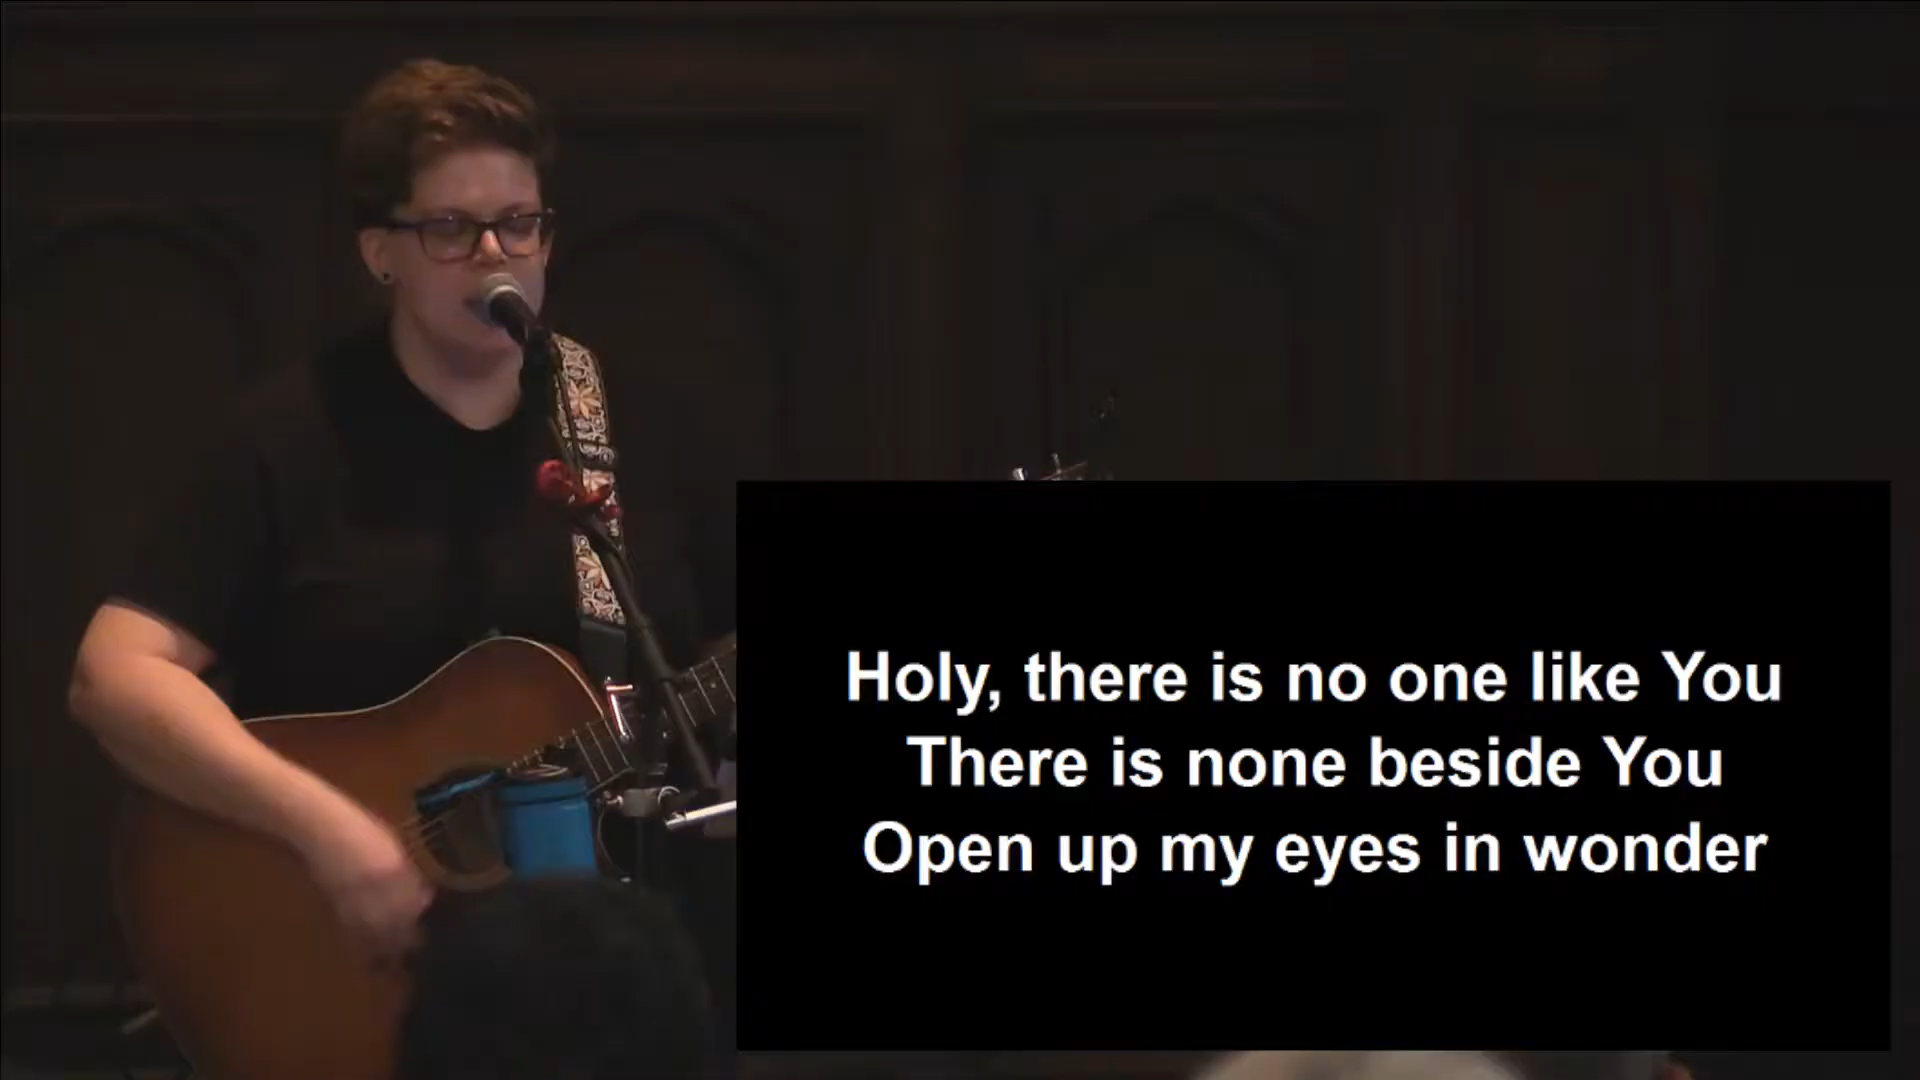 Holy, there is no one like You
There is none beside You
Open up my eyes in wonder